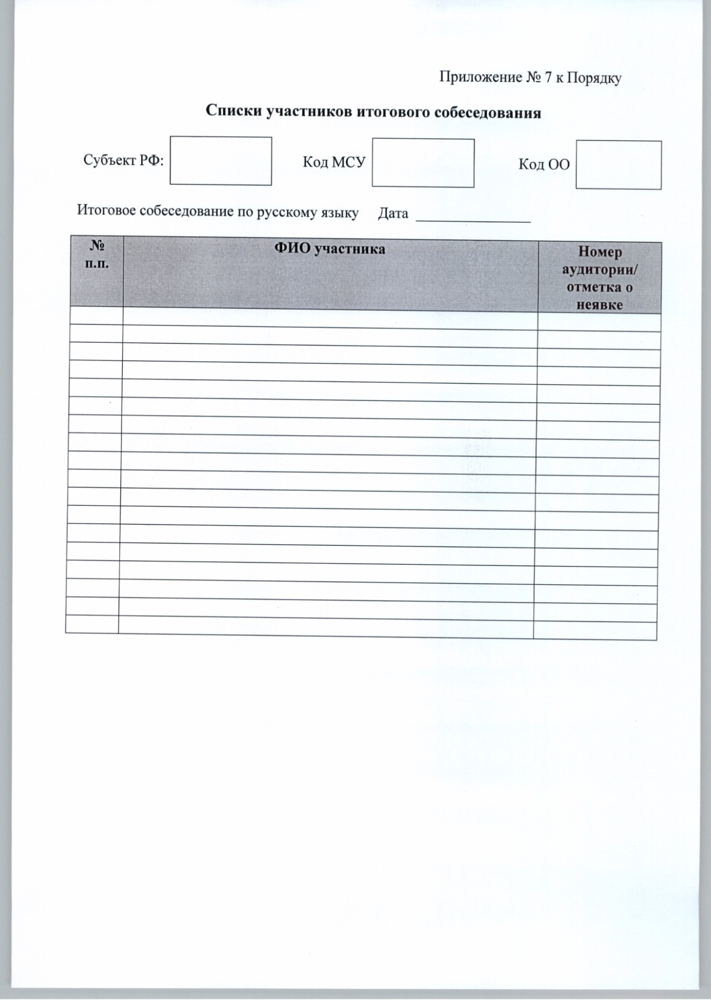 Приложение № 7 к Порядку
Списки участников итогового собеседования
Субъект РФ: Код МСУ Код ОО
Итоговое собеседование по русскому языку Дата
№ п.п. ФИО участника Номер аудитории/ отметка о неявке